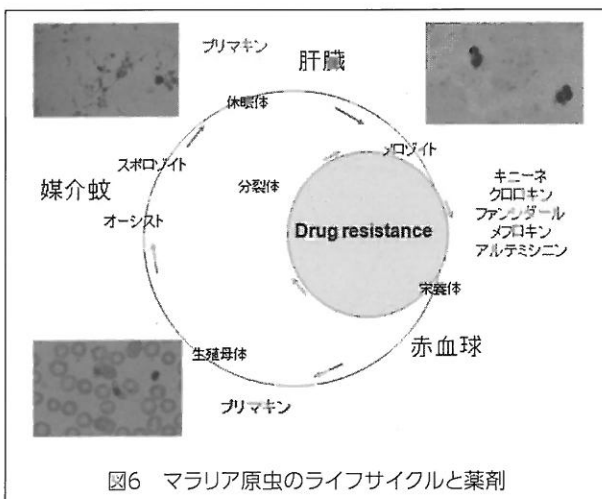 プリマキン
肝臓
休眠体
スポロゾイト
メロゾイト
媒介蚊
分裂体
キニーネ
クロロキン
ファンシダール
メフロキン
アルテミシニン
オーシスト
Drug resistance
栄養体
生殖母体
赤血球
プリマキン
図6 マラリア原虫のライフサイクルと薬剤